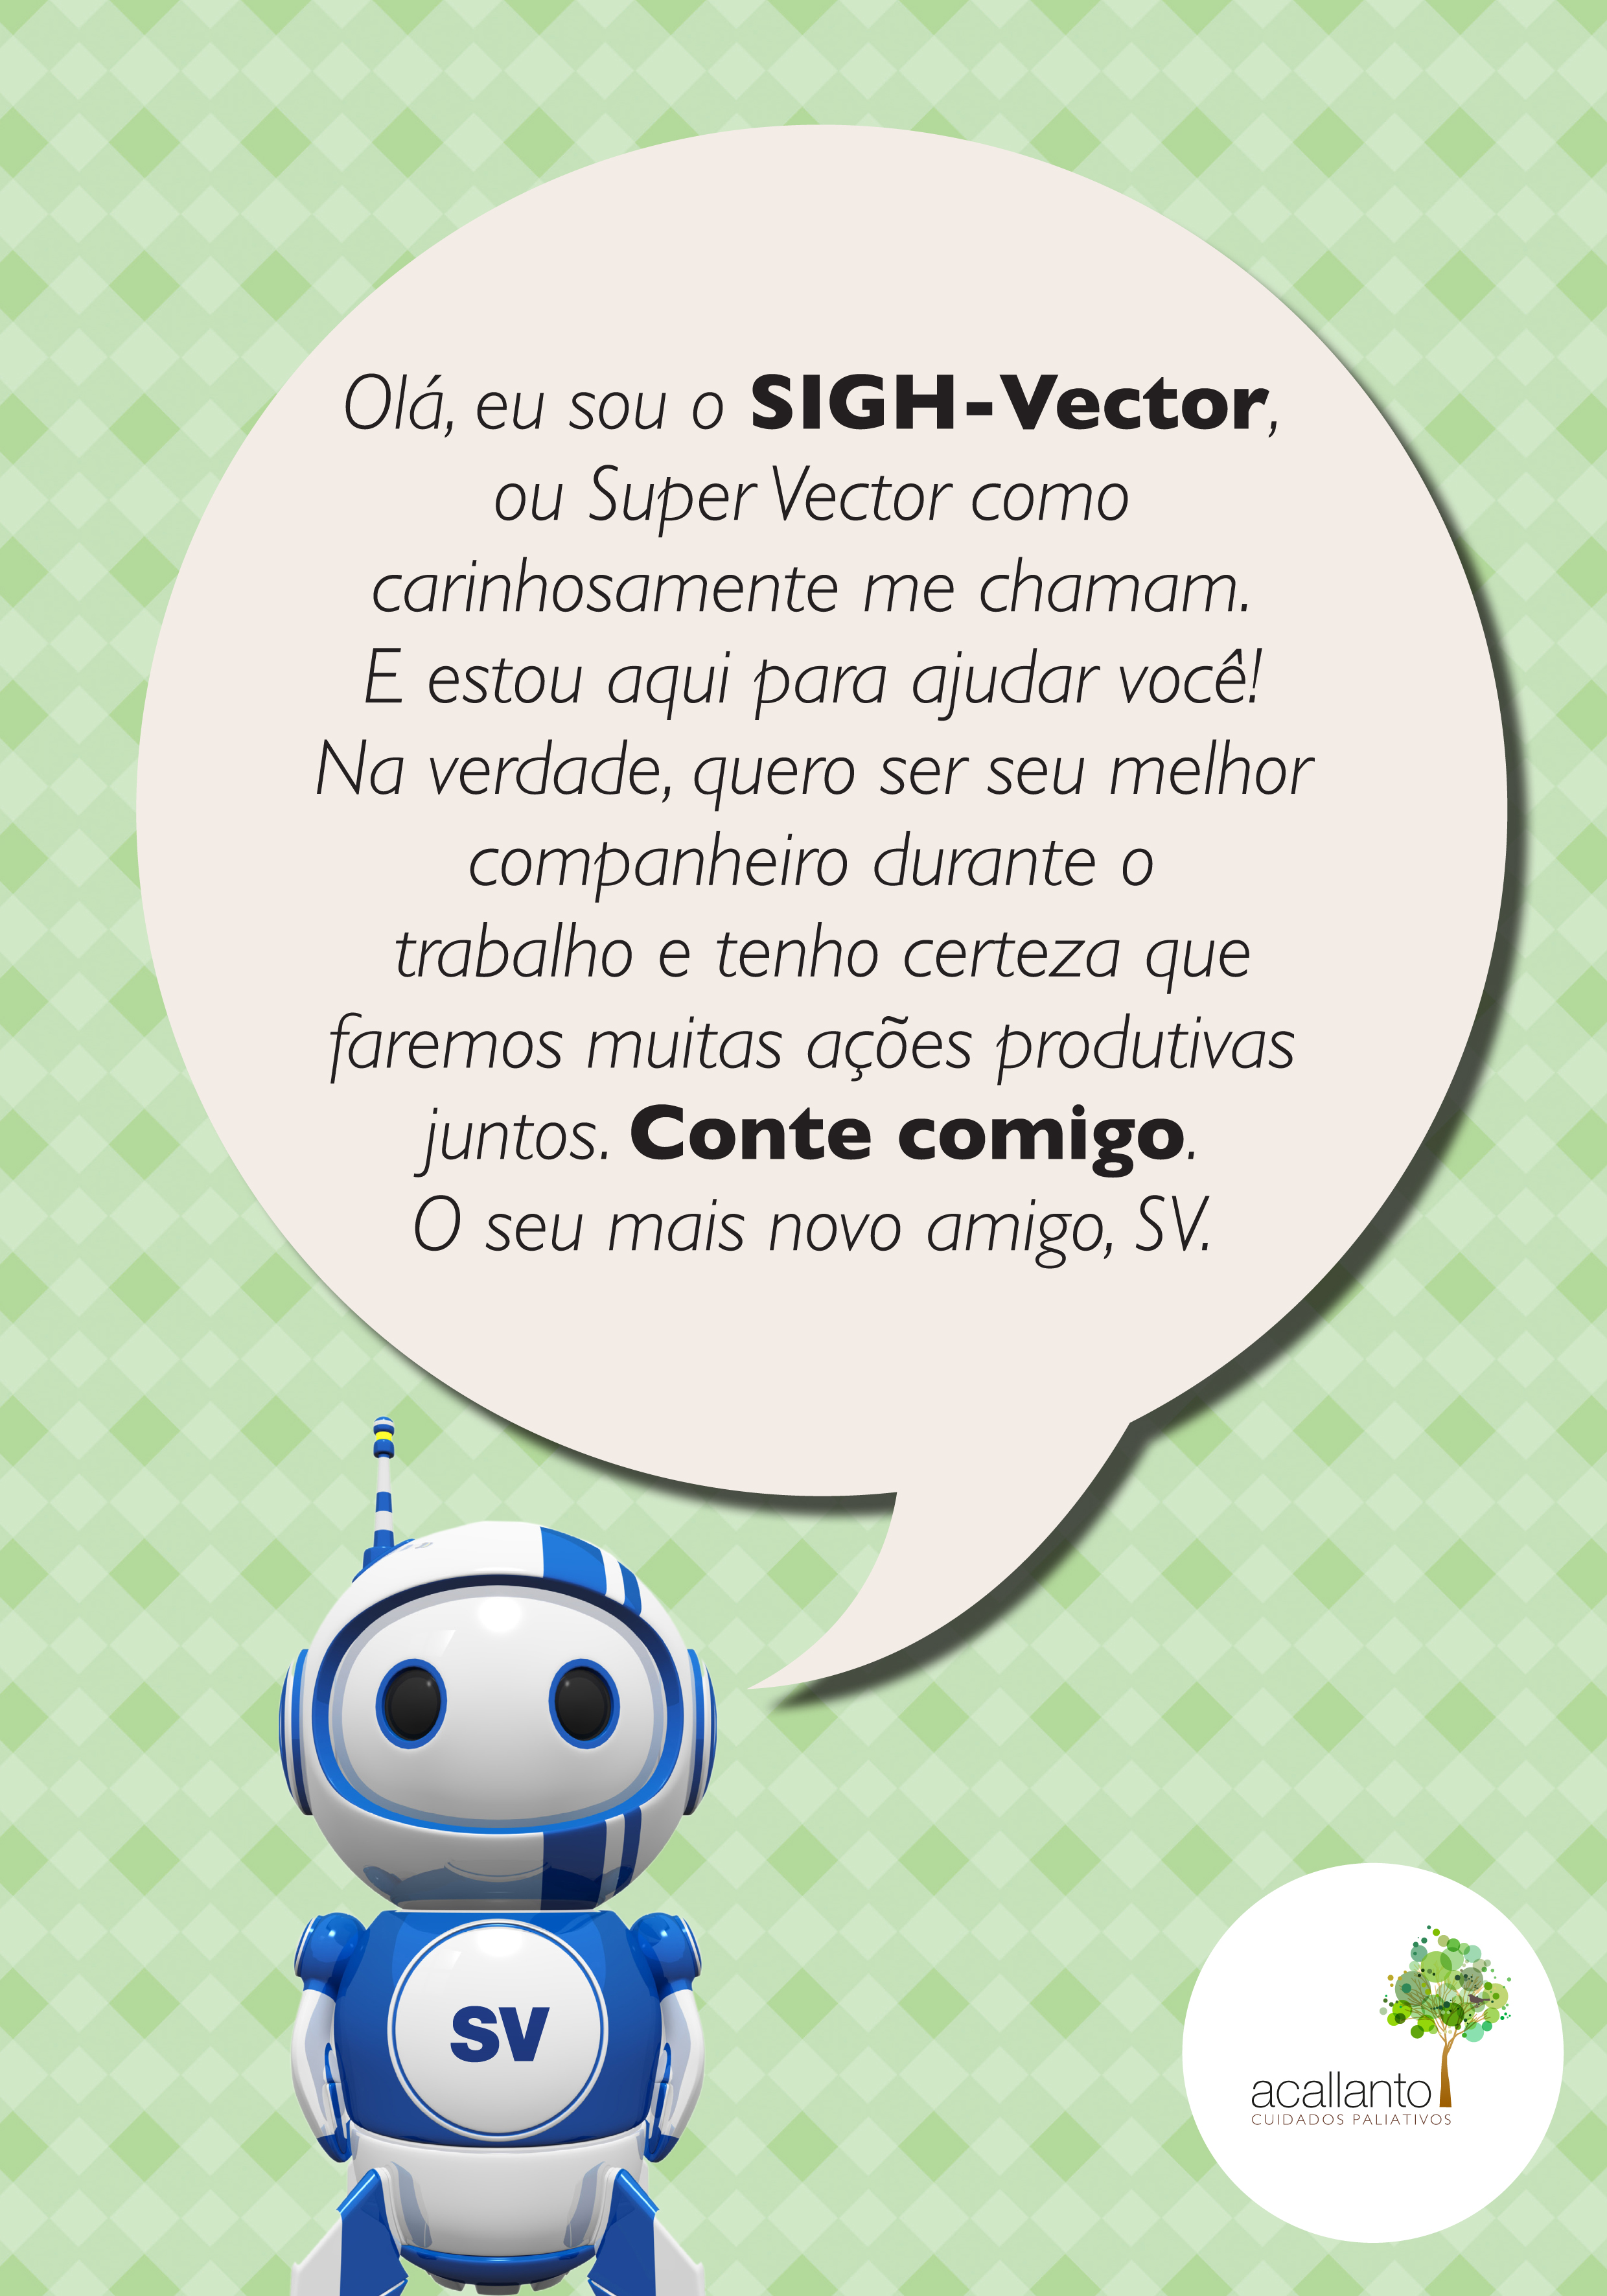 Olá, eu sou o SIGH-Vector,
ou Super Vector como
carinhosamente me chamam.
E estou aqui para ajudar você!
Na verdade, quero ser seu melhor
companheiro durante o
trabalho e tenho certeza que
faremos muitas ações produtivas
juntos. Conte comigo.
O seu mais novo amigo, SV.
SV
acallanto
CUIDADOS PALIATIVOS